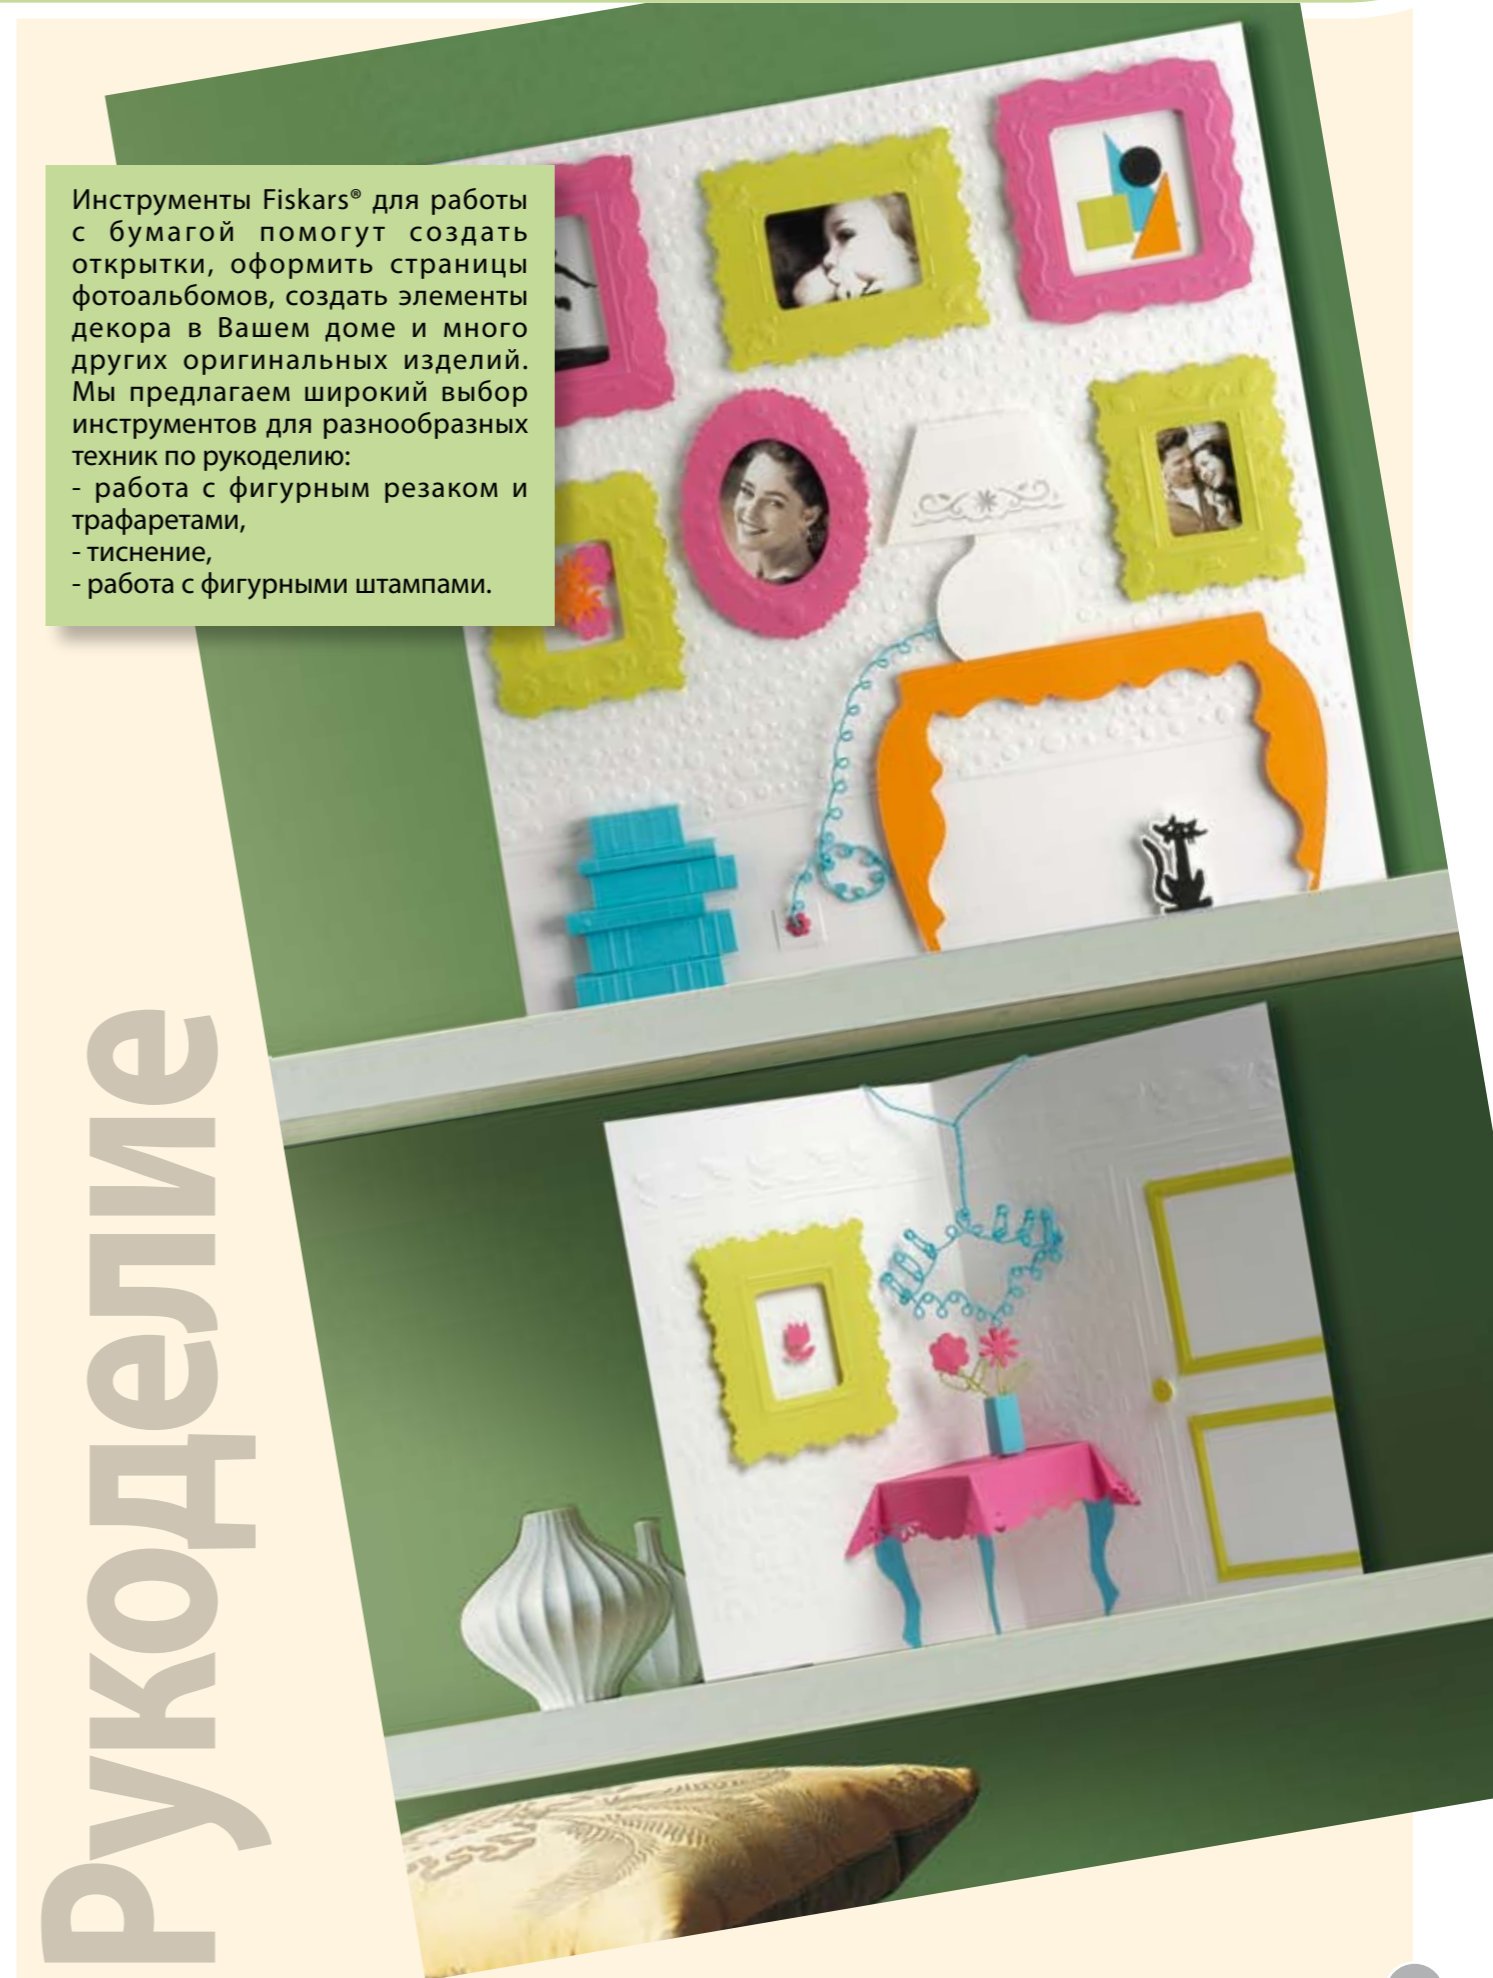 Инструменты Fiskars® для работы
с бумагой помогут создать
открытки, оформить страницы
фотоальбомов, создать элементы
декора в Вашем доме и много
других оригинальных изделий.
Мы предлагаем широкий выбор
инструментов для разнообразных
техник по рукоделию:
- работа с фигурным резаком и
трафаретами,
- тиснение,
- работа с фигурными штампами.
Рукоделие